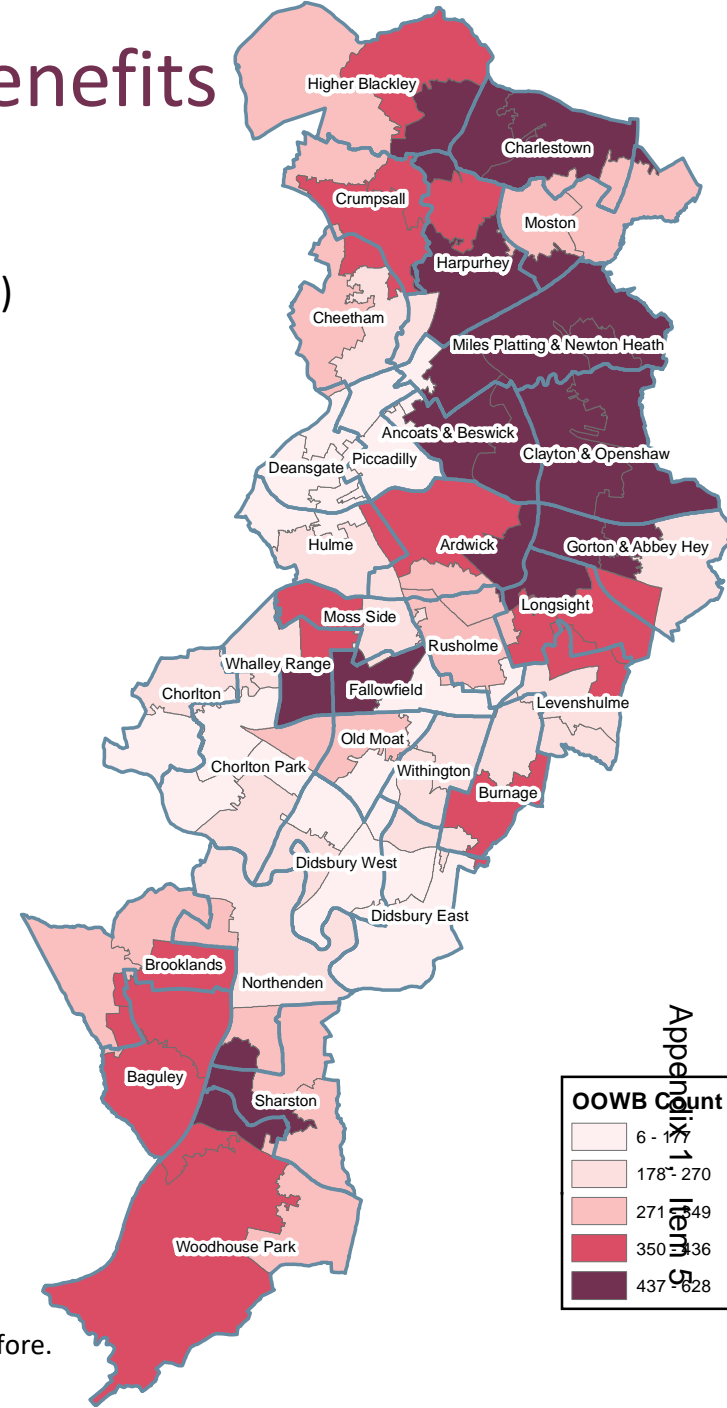 enefits
Higher Blackley
Charlestown
Crumpsall
Moston
Harpurhey
)
Cheetham
Miles Platting & Newton Heath
Ancoats & Beswick
Clayton & Openshaw
Piccadilly
Deansgate
Hulme
Ardwick
Gorton & Abbey Hey
Longsight
Moss Side
Rusholme
Whalley Range
Fallowfield
Chorlton
Levenshulme
Old Moat
Chorlton Park
Withington
Burnage
Didsbury West
Didsbury East
Brooklands
Northenden
Baguley
Sharston
Woodhouse Park
Appendix 1, Item 5
OOWB Count
6 - 177
178 - 270
271 - 349
350 - 436
437 - 628
fore.